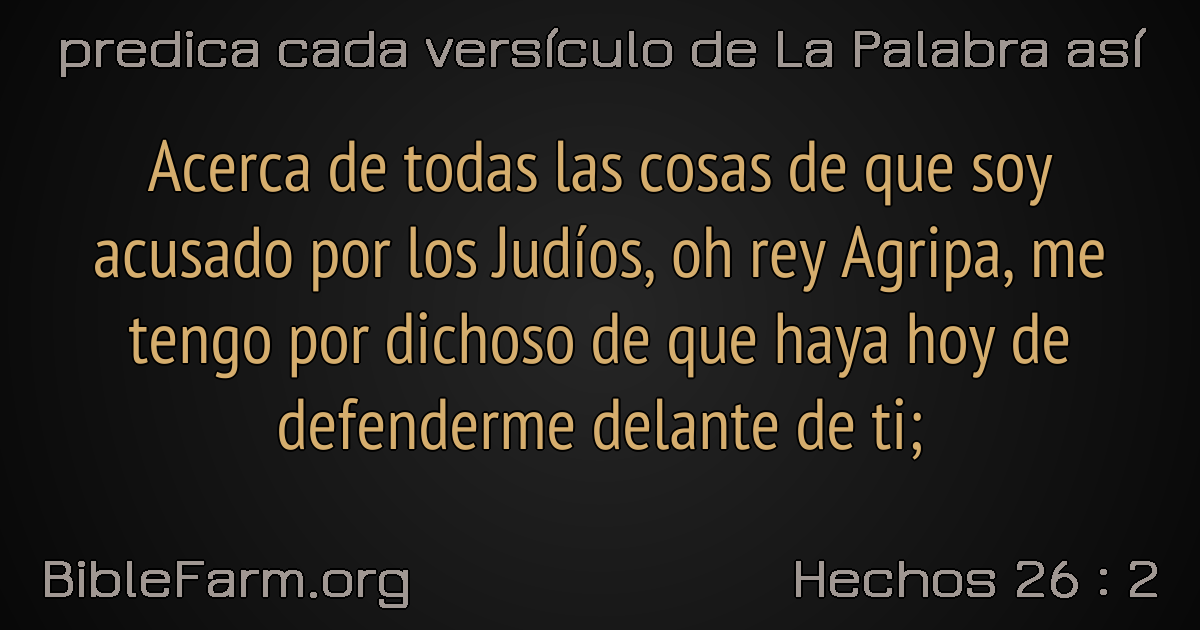 predica cada versículo de La Palabra así
Acerca de todas las cosas de que soy
acusado por los Judíos, oh rey Agripa, me
tengo por dichoso de que haya hoy de
defenderme delante de ti;
BibleFarm.org
Hechos 26 : 2